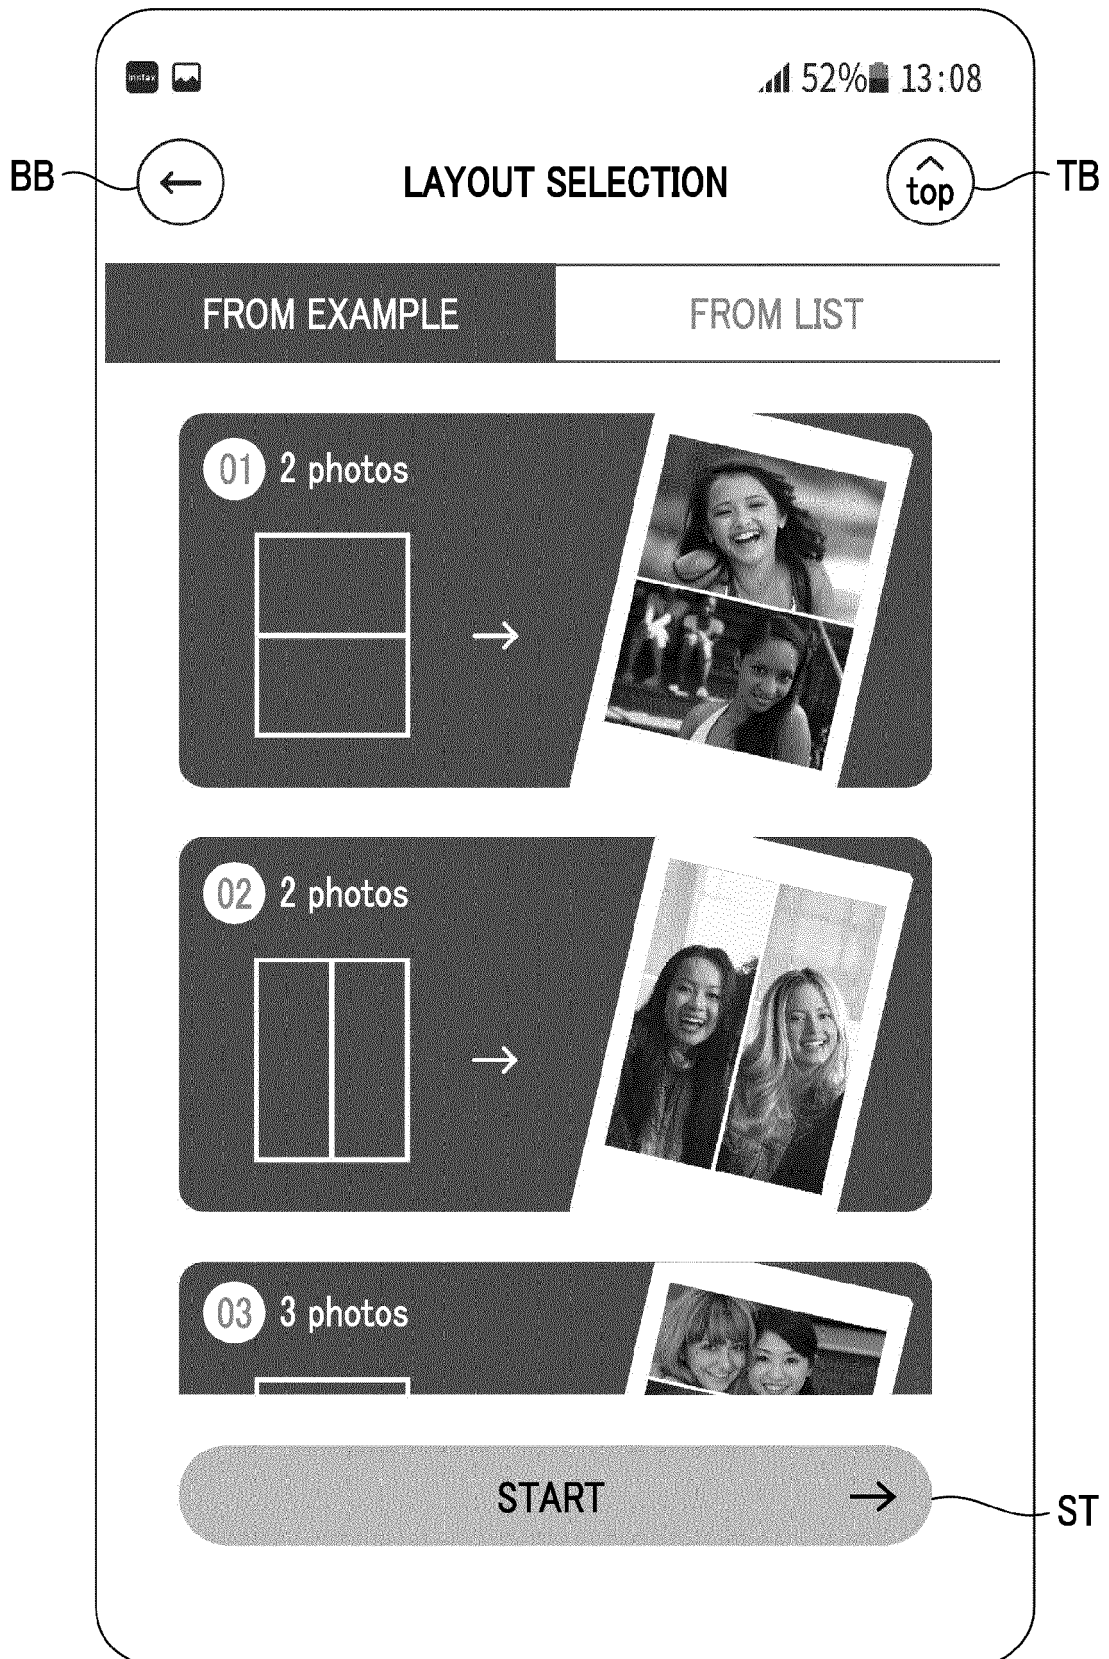 instax
52% 13:08
BB
LAYOUT SELECTION
top
TB
FROM EXAMPLE
FROM LIST
01 2 photos
02 2 photos
03 3 photos
START
ST